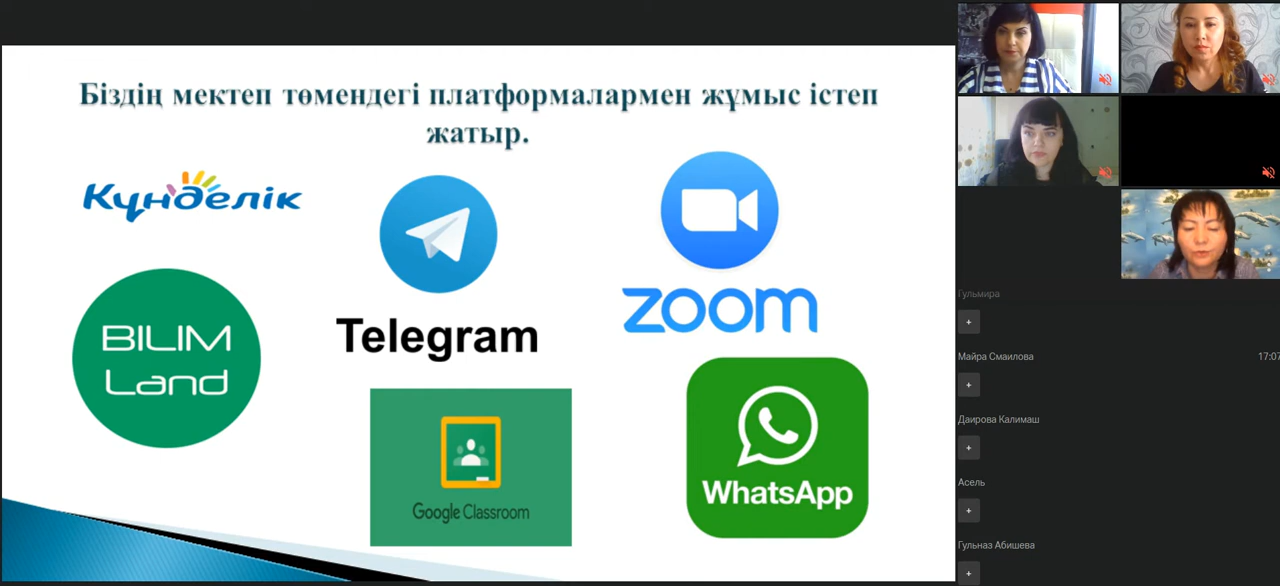 Біздің мектеп төмендегі платформалармен жұмыс істеп
жатыр.
Күнделік
BILIM
Land
Telegram
zoom
Google Classroom
WhatsApp
Гульмира
+
Майра Смаилова
17:07
+
Даирова Калимаш
+
Асель
+
Гульназ Абишева
+